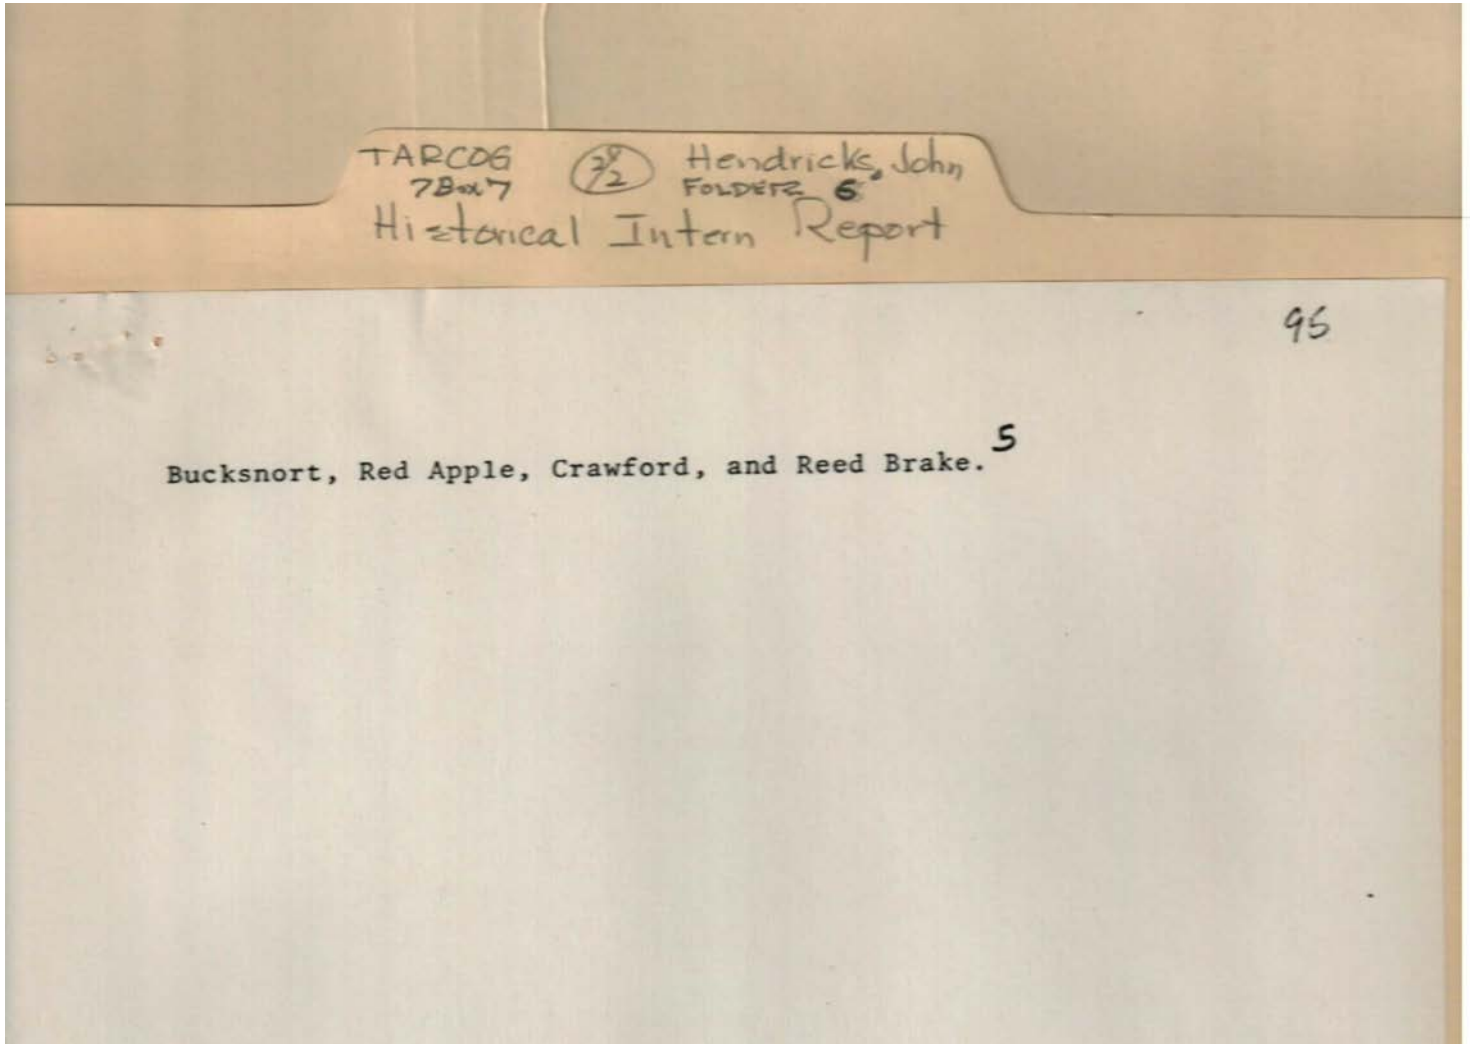 TARCOG Hendricks, John
7Box7 FOLDER 6
Historical Intern Report
95
Bucksnort, Red Apple, Crawford, and Reed Brake.5